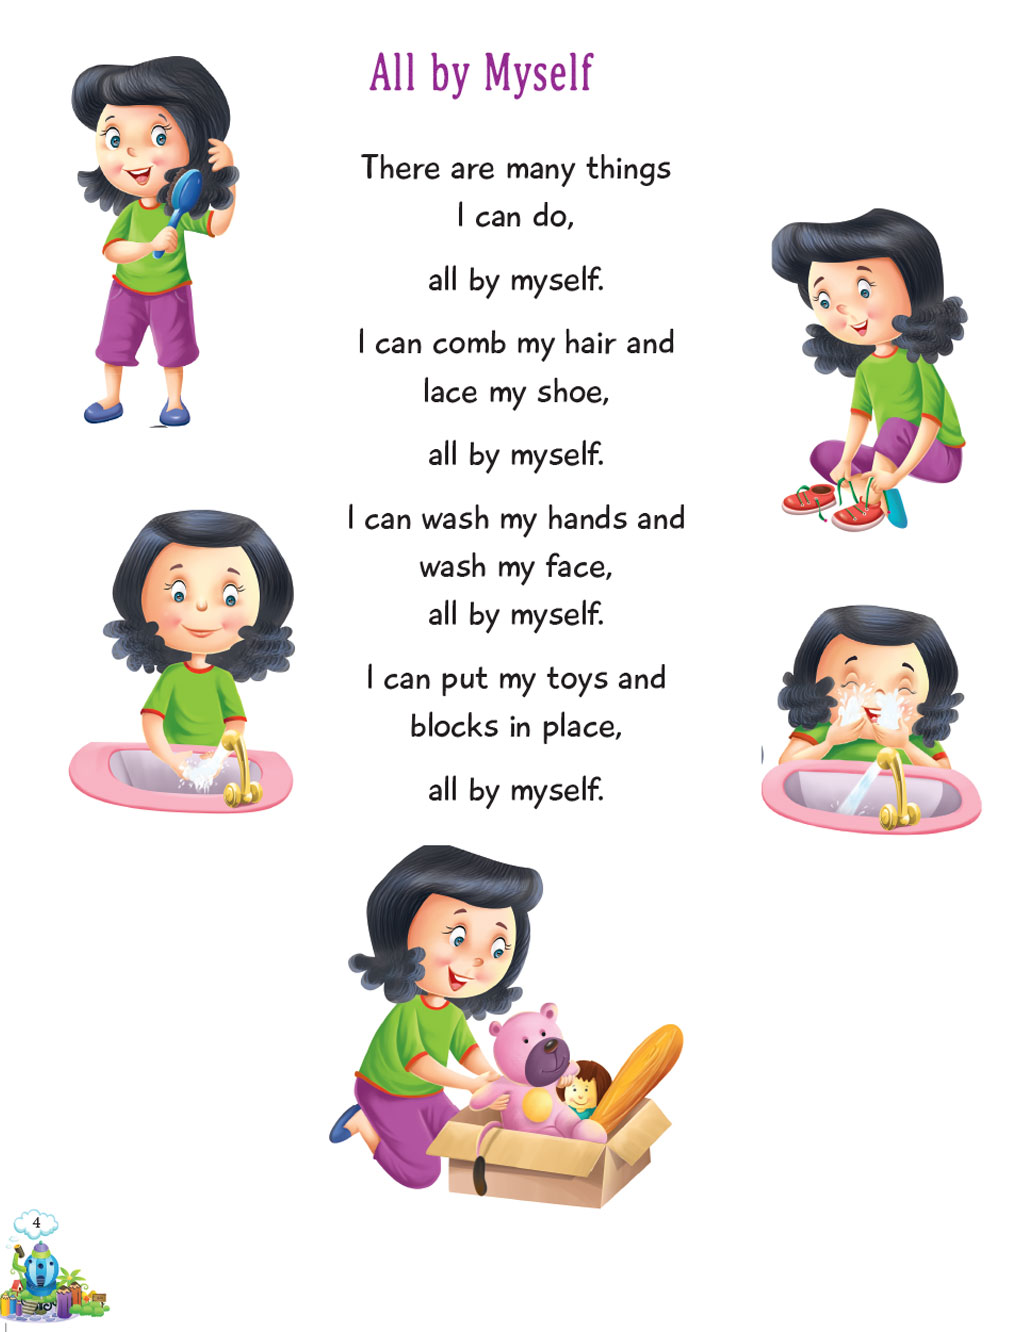 All by Myself
There are many things
I can do,
all by myself.
I can comb my hair and
lace my shoe,
all by myself.
I can wash my hands and
wash my face,
all by myself.
I can put my toys and
blocks in place,
all by myself.
4